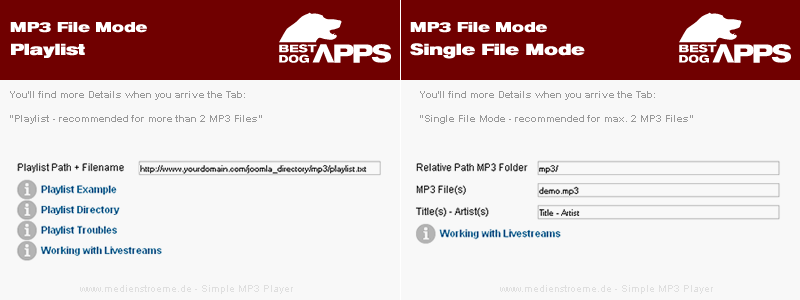 MP3 File Mode
Playlist
BEST DOG APPS
You'll find more Details when you arrive the Tab:
"Playlist - recommended for more than 2 MP3 Files"
Playlist Path + Filename
http://www.yourdomain.com/joomla_directory/mp3/playlist.txt
Playlist Example
Playlist Directory
Playlist Troubles
Working with Livestreams
www.medienstroeme.de - Simple MP3 Player
MP3 File Mode
Single File Mode
BEST DOG APPS
You'll find more Details when you arrive the Tab:
"Single File Mode - recommended for max. 2 MP3 Files"
Relative Path MP3 Folder
mp3/
MP3 File(s)
demo.mp3
Title(s) - Artist(s)
Title - Artist
Working with Livestreams
www.medienstroeme.de - Simple MP3 Player